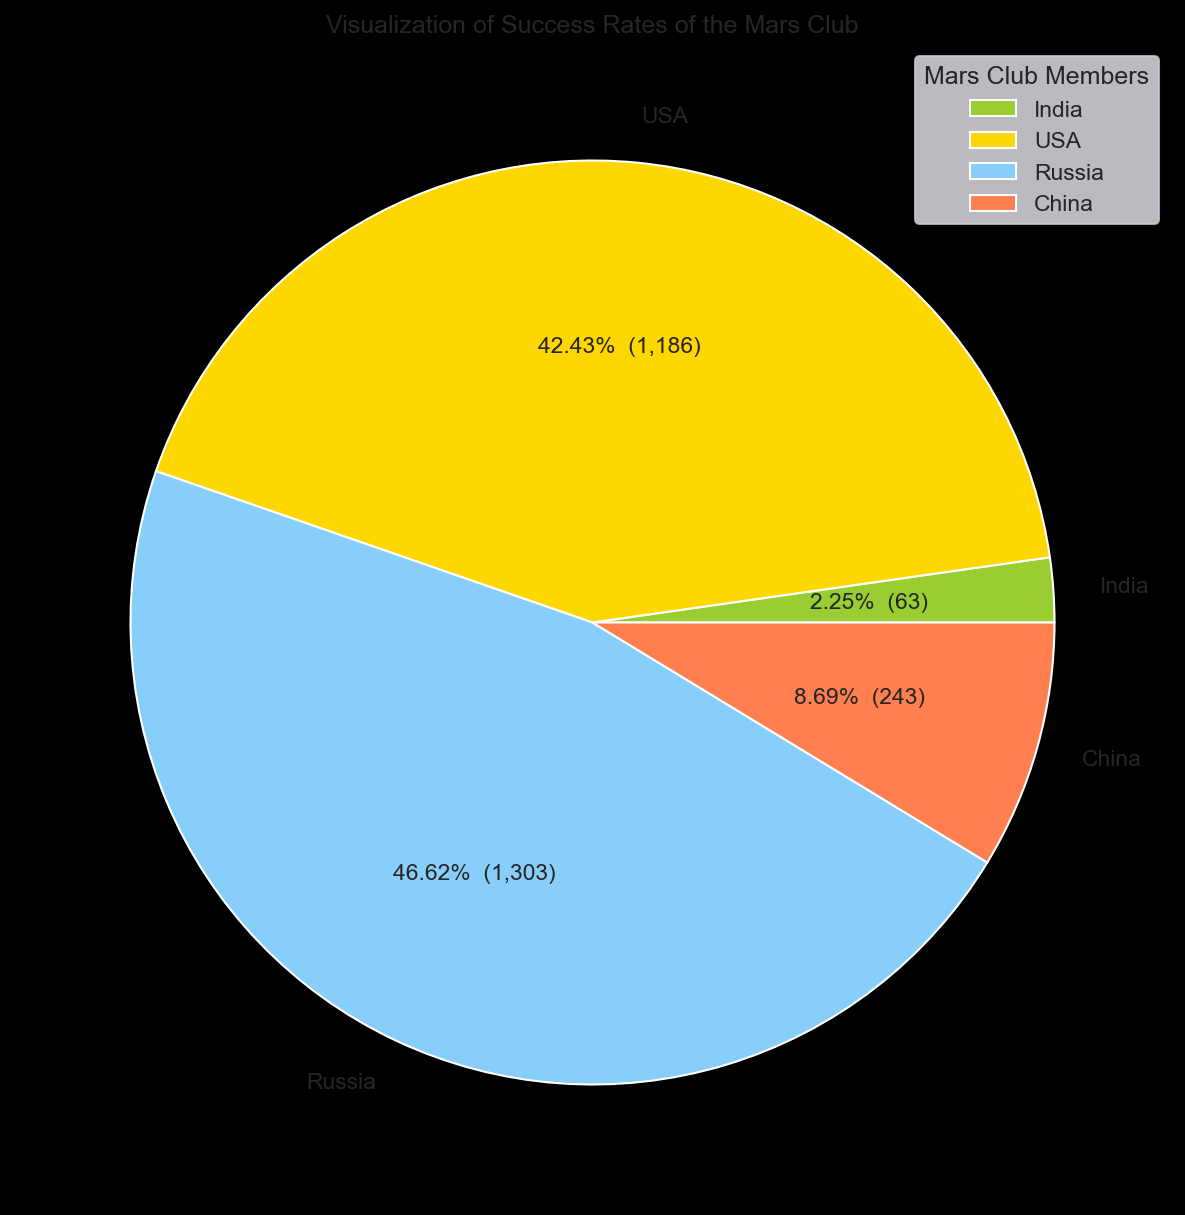 Visualization of Success Rates of the Mars Club
Mars Club Members
India
USA
Russia
China
USA
42.43% (1,186)
India
2.25% (63)
8.69% (243)
China
46.62% (1,303)
Russia